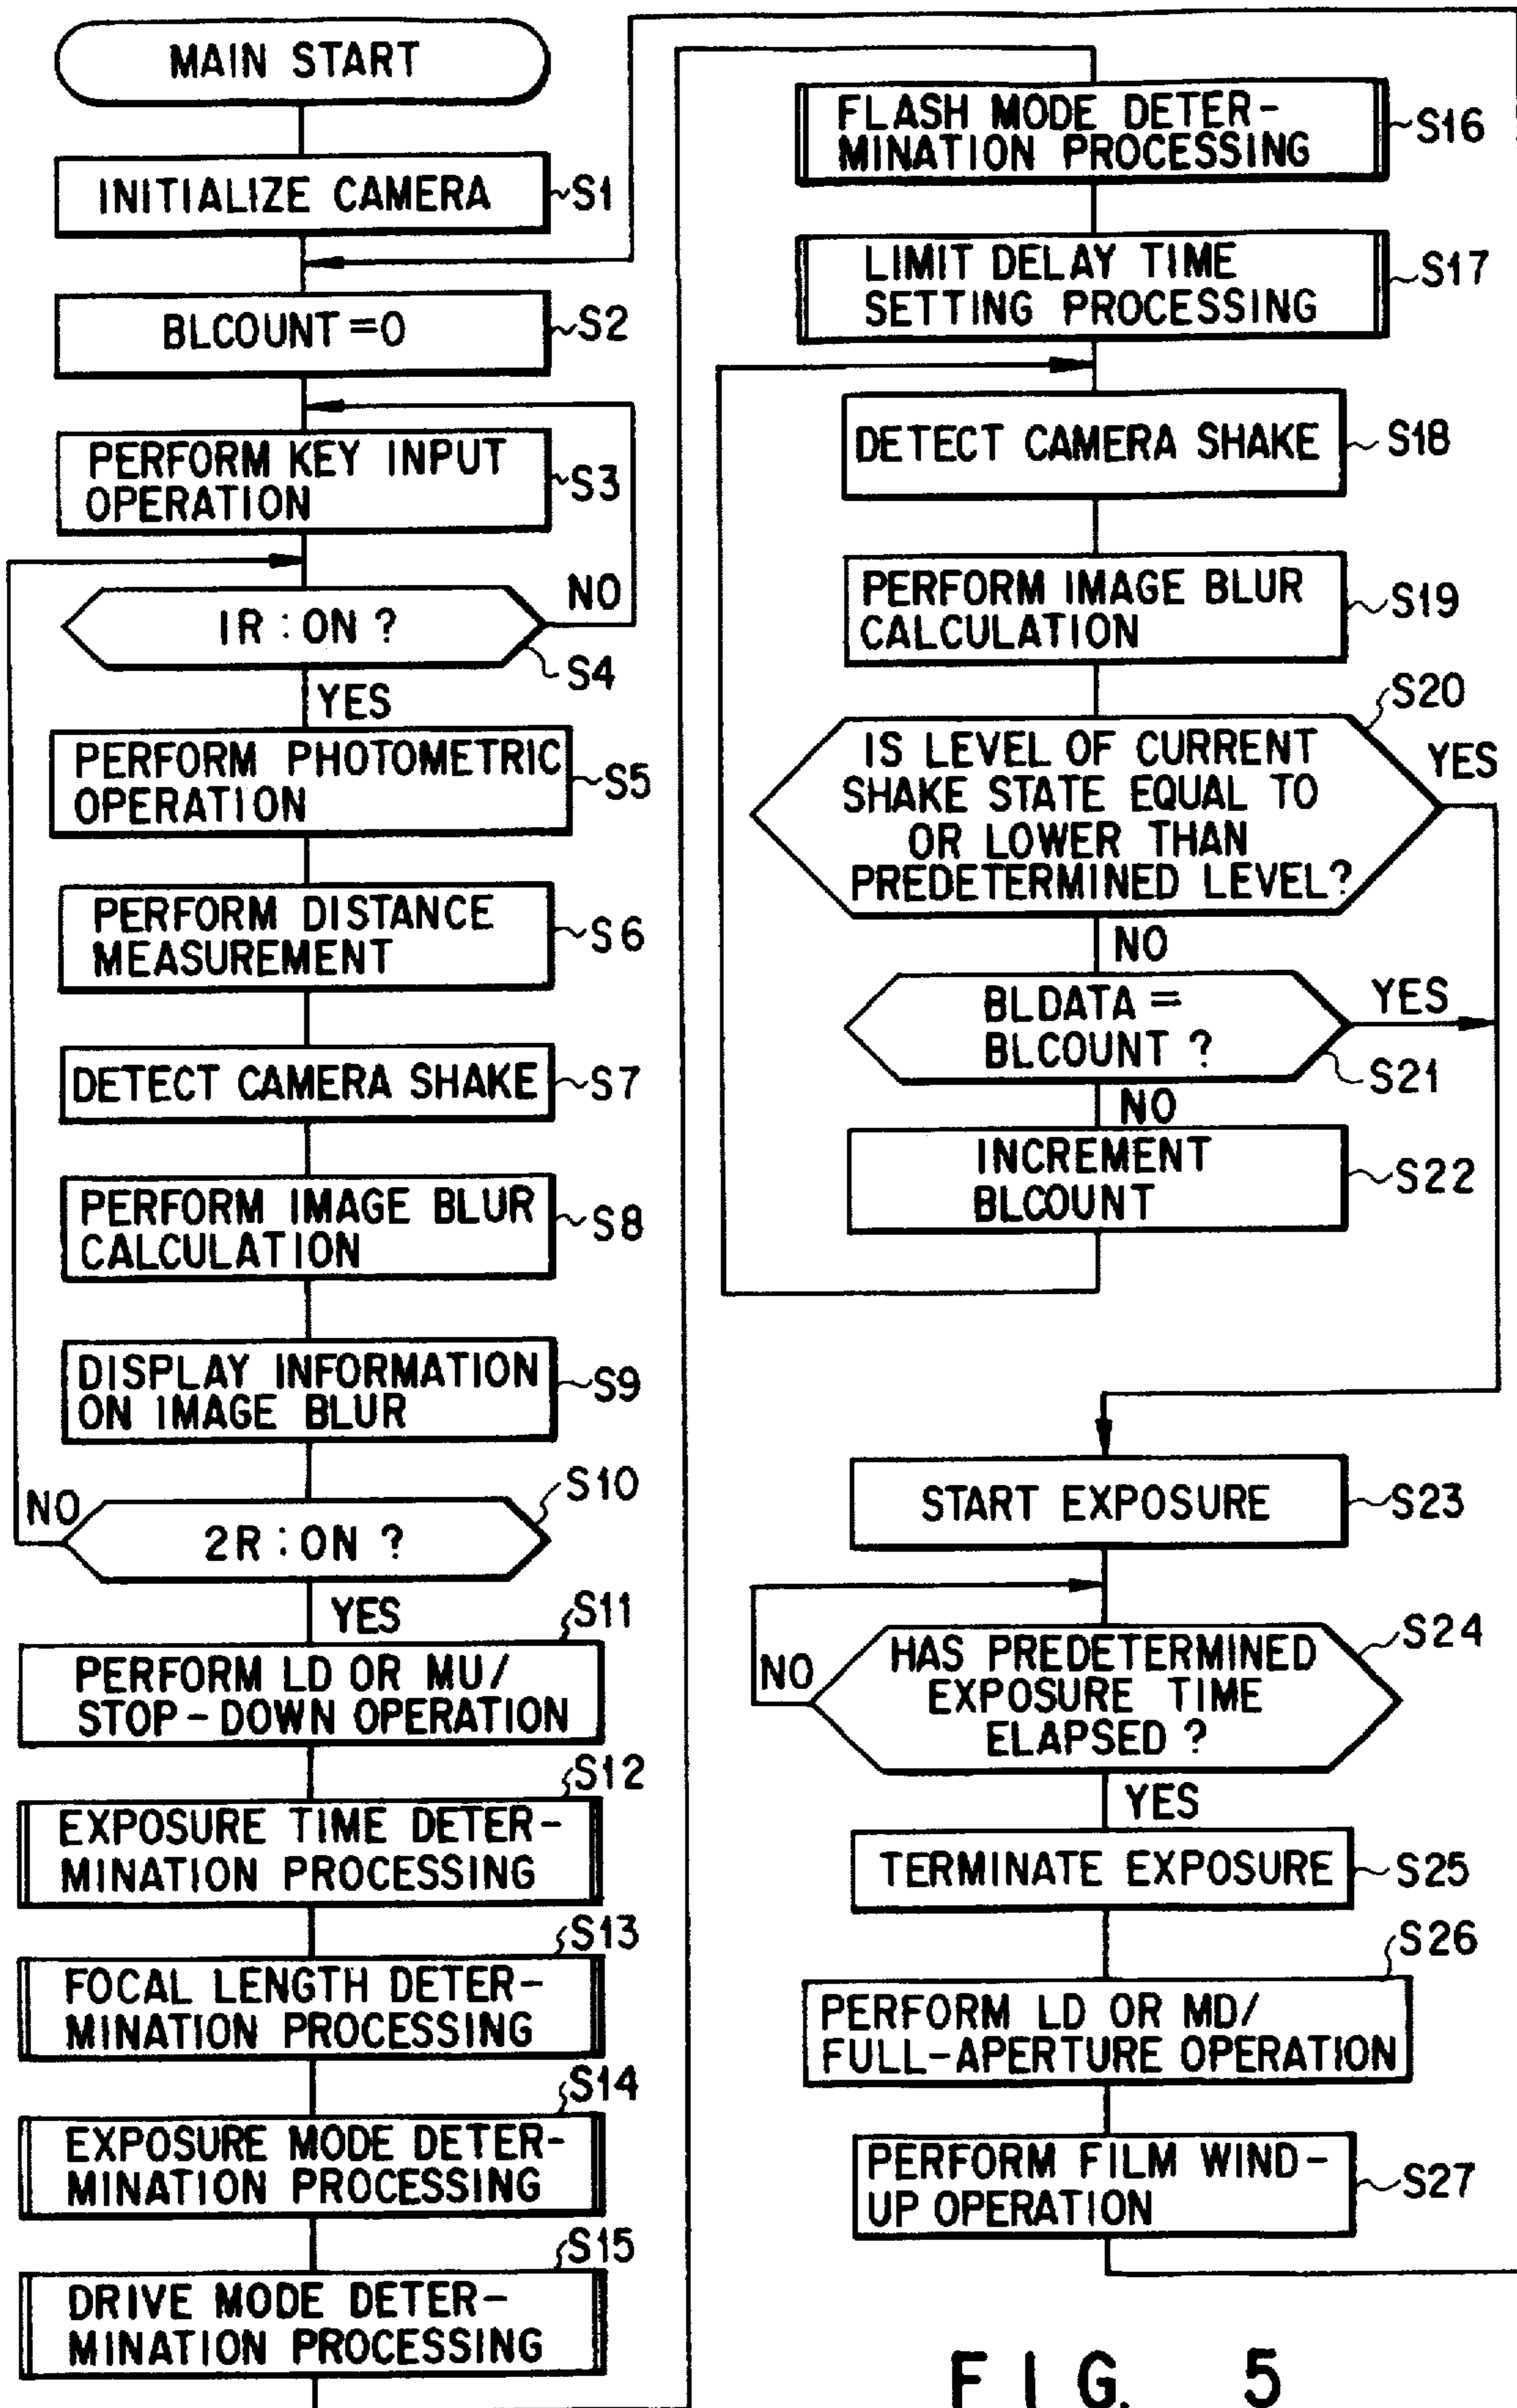 MAIN START
INITIALIZE CAMERA
S1
BLCOUNT=0
S2
PERFORM KEY INPUT
OPERATION
S3
1R:ON?
NO
S4
YES
PERFORM PHOTOMETRIC
OPERATION
S5
PERFORM DISTANCE
MEASUREMENT
S6
DETECT CAMERA SHAKE
S7
PERFORM IMAGE BLUR
CALCULATION
S8
DISPLAY INFORMATION
ON IMAGE BLUR
S9
S10
NO
2R:ON?
YES
S11
PERFORM LD OR MU/
STOP-DOWN OPERATION
S12
EXPOSURE TIME DETER-
MINATION PROCESSING
S13
FOCAL LENGTH DETER-
MINATION PROCESSING
S14
EXPOSURE MODE DETER-
MINATION PROCESSING
S15
DRIVE MODE DETER-
MINATION PROCESSING
FLASH MODE DETER-
MINATION PROCESSING
S16
LIMIT DELAY TIME
SETTING PROCESSING
S17
DETECT CAMERA SHAKE
S18
PERFORM IMAGE BLUR
CALCULATION
S19
S20
IS LEVEL OF CURRENT
SHAKE STATE EQUAL TO
OR LOWER THAN
PREDETERMINED LEVEL?
YES
NO
BLDATA =
BLCOUNT ?
YES
S21
NO
INCREMENT
BLCOUNT
S22
START EXPOSURE
S23
S24
HAS PREDETERMINED
EXPOSURE TIME
ELAPSED ?
NO
YES
TERMINATE EXPOSURE
S25
S26
PERFORM LD OR MD/
FULL-APERTURE OPERATION
PERFORM FILM WIND-
UP OPERATION
S27
FIG. 5